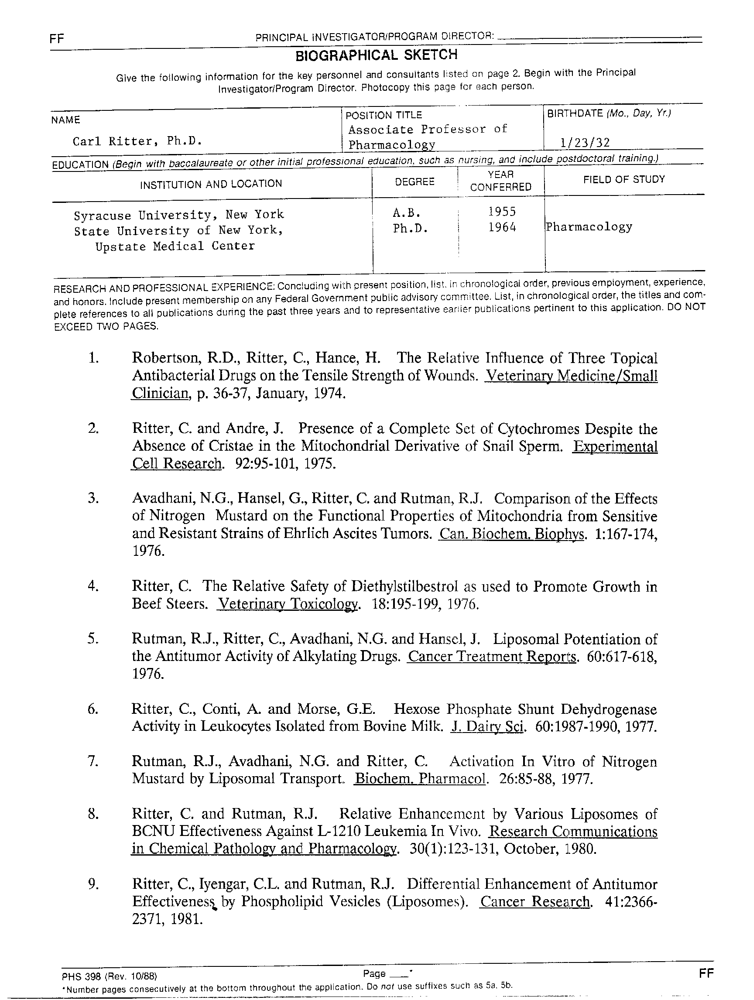 FF PRINCIPAL INVESTIGATOR/PROGRAM DIRECTOR:
BIOGRAPHICAL SKETCH
Give the following information for the key personnel and consultants listed on page 2. Begin with the Principal
Investigator/Program Director. Photocopy this page for each person.
NAME POSITION TITLE BIRTHDATE (Mo., Day, Yr.)
Carl Ritter, Ph.D. Associate Professor of
Pharmacology 1/23/32
EDUCATION (Begin with baccalaureate or other initial professional education, such as nursing, and include postdoctoral training.)
INSTITUTION AND LOCATION DEGREE YEAR CONFERRED FIELD OF STUDY
Syracuse University, New York A.B. 1955
State University of New York, Ph.D. 1964 Pharmacology
Upstate Medical Center
RESEARCH AND PROFESSIONAL EXPERIENCE: Concluding with present position, list, in chronological order, previous employment, experience,
and honors. Include present membership on any Federal Government public advisory committee. List, in chronological order, the titles and com-
plete references to all publications during the past three years and to representative earlier publications pertinent to this application. DO NOT
EXCEED TWO PAGES.
1. Robertson, R.D., Ritter, C., Hance, H. The Relative Influence of Three Topical
Antibacterial Drugs on the Tensile Strength of Wounds. Veterinary Medicine/Small
Clinician, p. 36-37, January, 1974.
2. Ritter, C. and Andre, J. Presence of a Complete Set of Cytochromes Despite the
Absence of Cristae in the Mitochondrial Derivative of Snail Sperm. Experimental
Cell Research. 92:95-101, 1975.
3. Avadhani, N.G., Hansel, G., Ritter, C. and Rutman, R.J. Comparison of the Effects
of Nitrogen Mustard on the Functional Properties of Mitochondria from Sensitive
and Resistant Strains of Ehrlich Ascites Tumors. Can. Biochem. Biophys. 1:167-174,
1976.
4. Ritter, C. The Relative Safety of Diethylstilbestrol as used to Promote Growth in
Beef Steers. Veterinary Toxicology. 18:195-199, 1976.
5. Rutman, R.J., Ritter, C., Avadhani, N.G. and Hansel, J. Liposomal Potentiation of
the Antitumor Activity of Alkylating Drugs. Cancer Treatment Reports. 60:617-618,
1976.
6. Ritter, C., Conti, A. and Morse, G.E. Hexose Phosphate Shunt Dehydrogenase
Activity in Leukocytes Isolated from Bovine Milk. J. Dairy Sci. 60:1987-1990, 1977.
7. Rutman, R.J., Avadhani, N.G. and Ritter, C. Activation In Vitro of Nitrogen
Mustard by Liposomal Transport. Biochem. Pharmacol. 26:85-88, 1977.
8. Ritter, C. and Rutman, R.J. Relative Enhancement by Various Liposomes of
BCNU Effectiveness Against L-1210 Leukemia In Vivo. Research Communications
in Chemical Pathology and Pharmacology. 30(1):123-131, October, 1980.
9. Ritter, C., Iyengar, C.L. and Rutman, R.J. Differential Enhancement of Antitumor
Effectiveness by Phospholipid Vesicles (Liposomes). Cancer Research. 41:2366-
2371, 1981.
PHS 398 (Rev. 10/88) Page ___* FF
*Number pages consecutively at the bottom throughout the application. Do not use suffixes such as 5a, 5b.